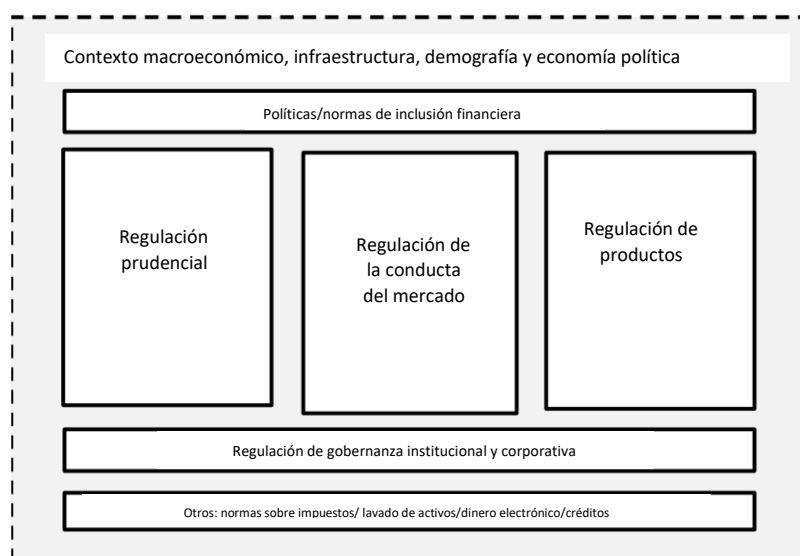 Contexto macroeconómico, infraestructura, demografía y economía política
Políticas/normas de inclusión financiera
Regulación
prudencial
Regulación de
la conducta
del mercado
Regulación de
productos
Regulación de gobernanza institucional y corporativa
Otros: normas sobre impuestos/ lavado de activos/dinero electrónico/créditos